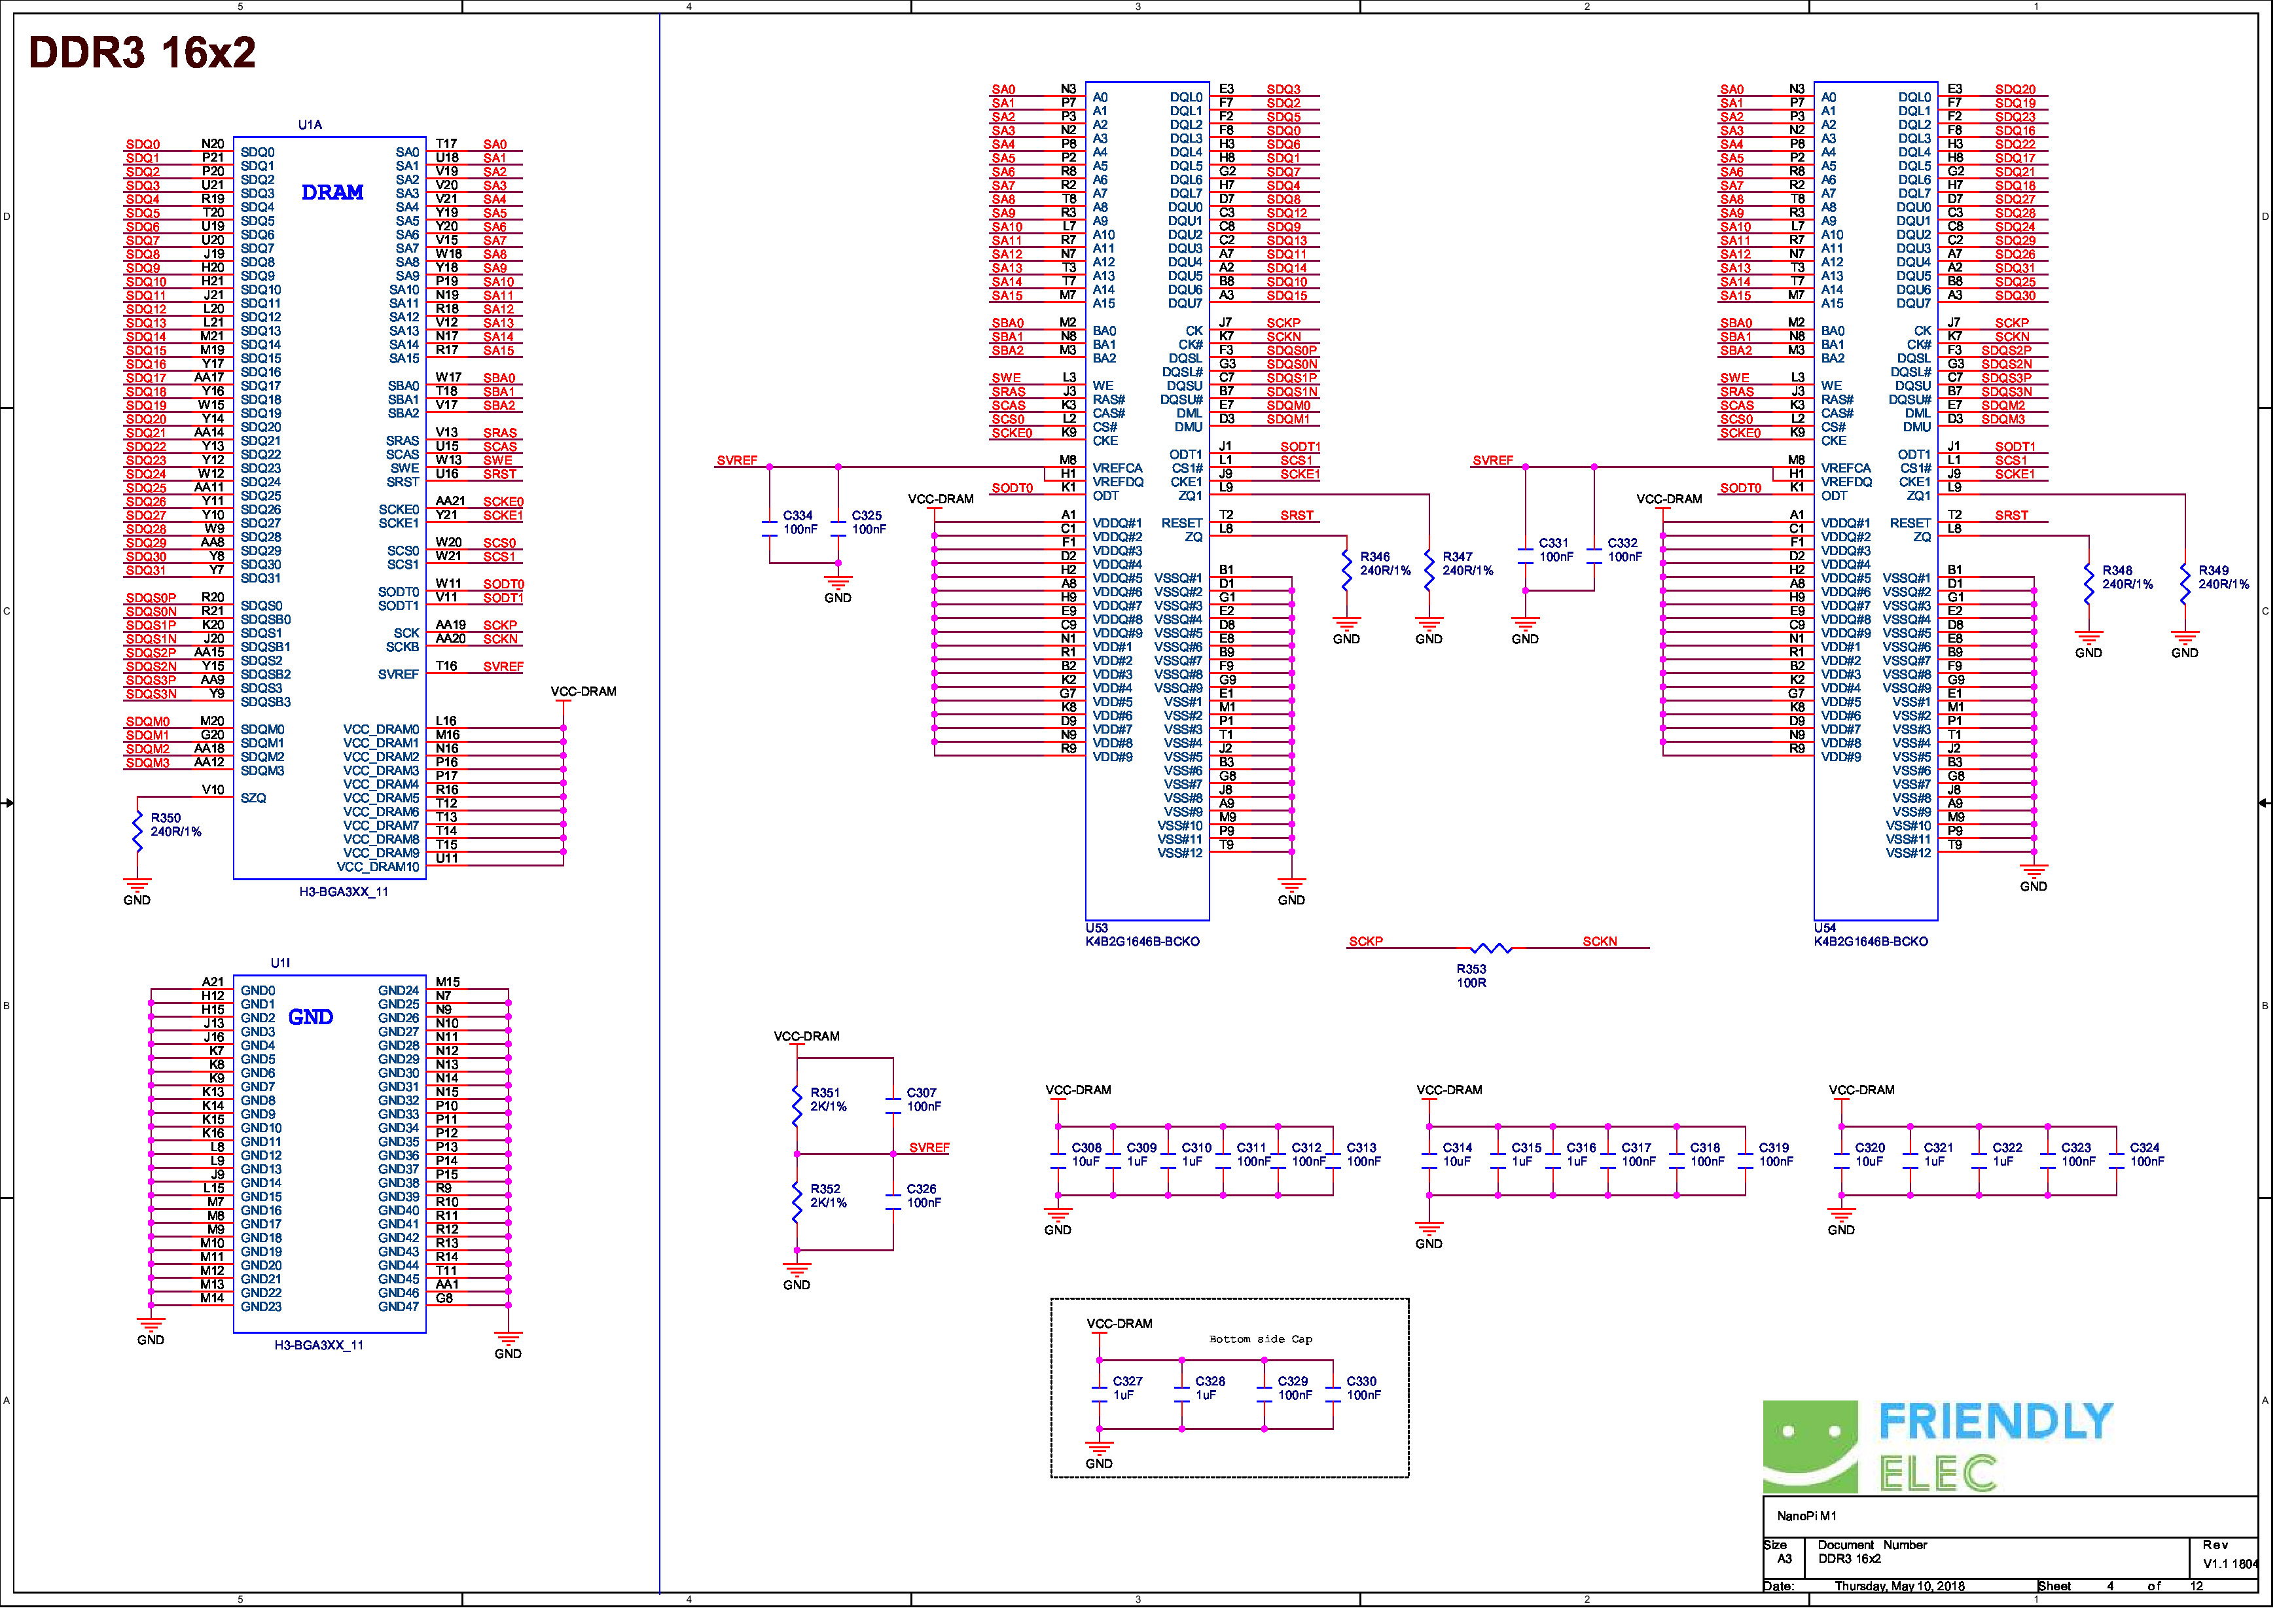 DDR3 16x2
U1A
DRAM
SDQ0 N20 SDQ0 SA0 T17 SA0
SDQ1 P21 SDQ1 SA1 U18 SA1
SDQ2 P20 SDQ2 SA2 V19 SA2
SDQ3 U21 SDQ3 SA3 V20 SA3
SDQ4 R19 SDQ4 SA4 V21 SA4
SDQ5 T20 SDQ5 SA5 Y19 SA5
SDQ6 U19 SDQ6 SA6 Y20 SA6
SDQ7 U20 SDQ7 SA7 V15 SA7
SDQ8 J19 SDQ8 SA8 W18 SA8
SDQ9 H20 SDQ9 SA9 Y18 SA9
SDQ10 H21 SDQ10 SA10 P19 SA10
SDQ11 J21 SDQ11 SA11 N19 SA11
SDQ12 L20 SDQ12 SA12 R18 SA12
SDQ13 L21 SDQ13 SA13 V12 SA13
SDQ14 M21 SDQ14 SA14 N17 SA14
SDQ15 M19 SDQ15 SA15 R17 SA15
SDQ16 Y17 SDQ16
SDQ17 AA17 SDQ17 SBA0 W17 SBA0
SDQ18 Y16 SDQ18 SBA1 T18 SBA1
SDQ19 W15 SDQ19 SBA2 V17 SBA2
SDQ20 Y14 SDQ20
SDQ21 AA14 SDQ21 SRAS V13 SRAS
SDQ22 Y13 SDQ22 SCAS U15 SCAS
SDQ23 Y12 SDQ23 SWE W13 SWE
SDQ24 W12 SDQ24 SRST U16 SRST
SDQ25 AA11 SDQ25
SDQ26 Y11 SDQ26 SCKE0 AA21 SCKE0
SDQ27 Y10 SDQ27 SCKE1 Y21 SCKE1
SDQ28 W9 SDQ28
SDQ29 AA8 SDQ29 SCS0 W20 SCS0
SDQ30 Y8 SDQ30 SCS1 W21 SCS1
SDQ31 Y7 SDQ31
SODT0 W11 SODT0
SDQS0P R20 SDQS0 SODT1 V11 SODT1
SDQS0N R21 SDQSB0
SDQS1P K20 SDQS1 SCK AA19 SCKP
SDQS1N J20 SDQSB1 SCKB AA20 SCKN
SDQS2P AA15 SDQS2
SDQS2N Y15 SDQSB2 SVREF T16 SVREF
SDQS3P AA9 SDQS3
SDQS3N Y9 SDQSB3
VCC-DRAM
SDQM0 M20 SDQM0 VCC_DRAM0 L16
SDQM1 G20 SDQM1 VCC_DRAM1 M16
SDQM2 AA18 SDQM2 VCC_DRAM2 N16
SDQM3 AA12 SDQM3 VCC_DRAM3 P16
VCC_DRAM4 P17
V10 SZQ VCC_DRAM5 R16
VCC_DRAM6 T12
VCC_DRAM7 T13
VCC_DRAM8 T14
VCC_DRAM9 T15
VCC_DRAM10 U11
R350
240R/1%
GND
H3-BGA3XX_11
U1I
GND
A21 GND0 GND24 M15
H12 GND1 GND25 N7
H15 GND2 GND26 N9
J13 GND3 GND27 N10
J16 GND4 GND28 N11
K7 GND5 GND29 N12
K8 GND6 GND30 N13
K9 GND7 GND31 N14
K13 GND8 GND32 N15
K14 GND9 GND33 P10
K15 GND10 GND34 P11
K16 GND11 GND35 P12
L8 GND12 GND36 P13
L9 GND13 GND37 P14
J9 GND14 GND38 P15
L15 GND15 GND39 R9
M7 GND16 GND40 R10
M8 GND17 GND41 R11
M9 GND18 GND42 R12
M10 GND19 GND43 R13
M11 GND20 GND44 R14
M12 GND21 GND45 T11
M13 GND22 GND46 AA1
M14 GND23 GND47 G8
GND
GND
H3-BGA3XX_11
SA0 N3 A0 DQL0 E3 SDQ3
SA1 P7 A1 DQL1 F7 SDQ2
SA2 P3 A2 DQL2 F2 SDQ5
SA3 N2 A3 DQL3 F8 SDQ0
SA4 P8 A4 DQL4 H3 SDQ6
SA5 P2 A5 DQL5 H8 SDQ1
SA6 R8 A6 DQL6 G2 SDQ7
SA7 R2 A7 DQL7 H7 SDQ4
SA8 T8 A8 DQU0 D7 SDQ8
SA9 R3 A9 DQU1 C3 SDQ12
SA10 L7 A10 DQU2 C8 SDQ9
SA11 R7 A11 DQU3 C2 SDQ13
SA12 N7 A12 DQU4 A7 SDQ11
SA13 T3 A13 DQU5 A2 SDQ14
SA14 T7 A14 DQU6 B8 SDQ10
SA15 M7 A15 DQU7 A3 SDQ15
SBA0 M2 BA0 CK J7 SCKP
SBA1 N8 BA1 CK# K7 SCKN
SBA2 M3 BA2 DQSL F3 SDQS0P
DQSL# G3 SDQS0N
SWE L3 WE DQSU C7 SDQS1P
SRAS J3 RAS# DQSU# B7 SDQS1N
SCAS K3 CAS# DML E7 SDQM0
SCS0 L2 CS# DMU D3 SDQM1
SCKE0 K9 CKE
ODT1 J1 SODT1
SVREF M8 VREFCA CS1# L1 SCS1
H1 VREFDQ CKE1 J9 SCKE1
SODT0 K1 ODT ZQ1 L9
VCC-DRAM
C334
100nF
C325
100nF
GND
A1 VDDQ#1 RESET T2 SRST
C1 VDDQ#2 ZQ L8
F1 VDDQ#3
D2 VDDQ#4
H2 VDDQ#5 VSSQ#1 B1
A8 VDDQ#6 VSSQ#2 D1
H9 VDDQ#7 VSSQ#3 G1
E9 VDDQ#8 VSSQ#4 E2
C9 VDDQ#9 VSSQ#5 D8
N1 VDD#1 VSSQ#6 E8
R1 VDD#2 VSSQ#7 B9
B2 VDD#3 VSSQ#8 F9
K2 VDD#4 VSSQ#9 G9
G7 VDD#5 VSS#1 E1
K8 VDD#6 VSS#2 M1
D9 VDD#7 VSS#3 P1
N9 VDD#8 VSS#4 T1
R9 VDD#9 VSS#5 J2
VSS#6 B3
VSS#7 G8
VSS#8 J8
VSS#9 A9
VSS#10 M9
VSS#11 P9
VSS#12 T9
GND
R346
240R/1%
GND
R347
240R/1%
GND
U53
K4B2G1646B-BCKO
SA0 N3 A0 DQL0 E3 SDQ20
SA1 P7 A1 DQL1 F7 SDQ19
SA2 P3 A2 DQL2 F2 SDQ23
SA3 N2 A3 DQL3 F8 SDQ16
SA4 P8 A4 DQL4 H3 SDQ22
SA5 P2 A5 DQL5 H8 SDQ17
SA6 R8 A6 DQL6 G2 SDQ21
SA7 R2 A7 DQL7 H7 SDQ18
SA8 T8 A8 DQU0 D7 SDQ27
SA9 R3 A9 DQU1 C3 SDQ28
SA10 L7 A10 DQU2 C8 SDQ24
SA11 R7 A11 DQU3 C2 SDQ29
SA12 N7 A12 DQU4 A7 SDQ26
SA13 T3 A13 DQU5 A2 SDQ31
SA14 T7 A14 DQU6 B8 SDQ25
SA15 M7 A15 DQU7 A3 SDQ30
SBA0 M2 BA0 CK J7 SCKP
SBA1 N8 BA1 CK# K7 SCKN
SBA2 M3 BA2 DQSL F3 SDQS2P
DQSL# G3 SDQS2N
SWE L3 WE DQSU C7 SDQS3P
SRAS J3 RAS# DQSU# B7 SDQS3N
SCAS K3 CAS# DML E7 SDQM2
SCS0 L2 CS# DMU D3 SDQM3
SCKE0 K9 CKE
ODT1 J1 SODT1
SVREF M8 VREFCA CS1# L1 SCS1
H1 VREFDQ CKE1 J9 SCKE1
SODT0 K1 ODT ZQ1 L9
VCC-DRAM
C331
100nF
C332
100nF
GND
A1 VDDQ#1 RESET T2 SRST
C1 VDDQ#2 ZQ L8
F1 VDDQ#3
D2 VDDQ#4
H2 VDDQ#5 VSSQ#1 B1
A8 VDDQ#6 VSSQ#2 D1
H9 VDDQ#7 VSSQ#3 G1
E9 VDDQ#8 VSSQ#4 E2
C9 VDDQ#9 VSSQ#5 D8
N1 VDD#1 VSSQ#6 E8
R1 VDD#2 VSSQ#7 B9
B2 VDD#3 VSSQ#8 F9
K2 VDD#4 VSSQ#9 G9
G7 VDD#5 VSS#1 E1
K8 VDD#6 VSS#2 M1
D9 VDD#7 VSS#3 P1
N9 VDD#8 VSS#4 T1
R9 VDD#9 VSS#5 J2
VSS#6 B3
VSS#7 G8
VSS#8 J8
VSS#9 A9
VSS#10 M9
VSS#11 P9
VSS#12 T9
GND
R348
240R/1%
GND
R349
240R/1%
GND
U54
K4B2G1646B-BCKO
SCKP SCKN
R353
100R
VCC-DRAM
R351
2K/1%
C307
100nF
SVREF
R352
2K/1%
C326
100nF
GND
VCC-DRAM
C308 C309 C310 C311 C312 C313
10uF 1uF 1uF 100nF 100nF 100nF
GND
VCC-DRAM
C314 C315 C316 C317 C318 C319
10uF 1uF 1uF 100nF 100nF 100nF
GND
VCC-DRAM
C320 C321 C322 C323 C324
10uF 1uF 1uF 100nF 100nF
GND
VCC-DRAM
Bottom side Cap
C327 C328 C329 C330
1uF 1uF 100nF 100nF
GND
FRIENDLY
ELEC
NanoPi M1
Size Document Number Rev
A3 DDR3 16x2 V1.1 1804
Date: Thursday, May 10, 2018 Sheet 4 of 12
5 4 3 2 1
5 4 3 2 1
D D
C C
B B
A A